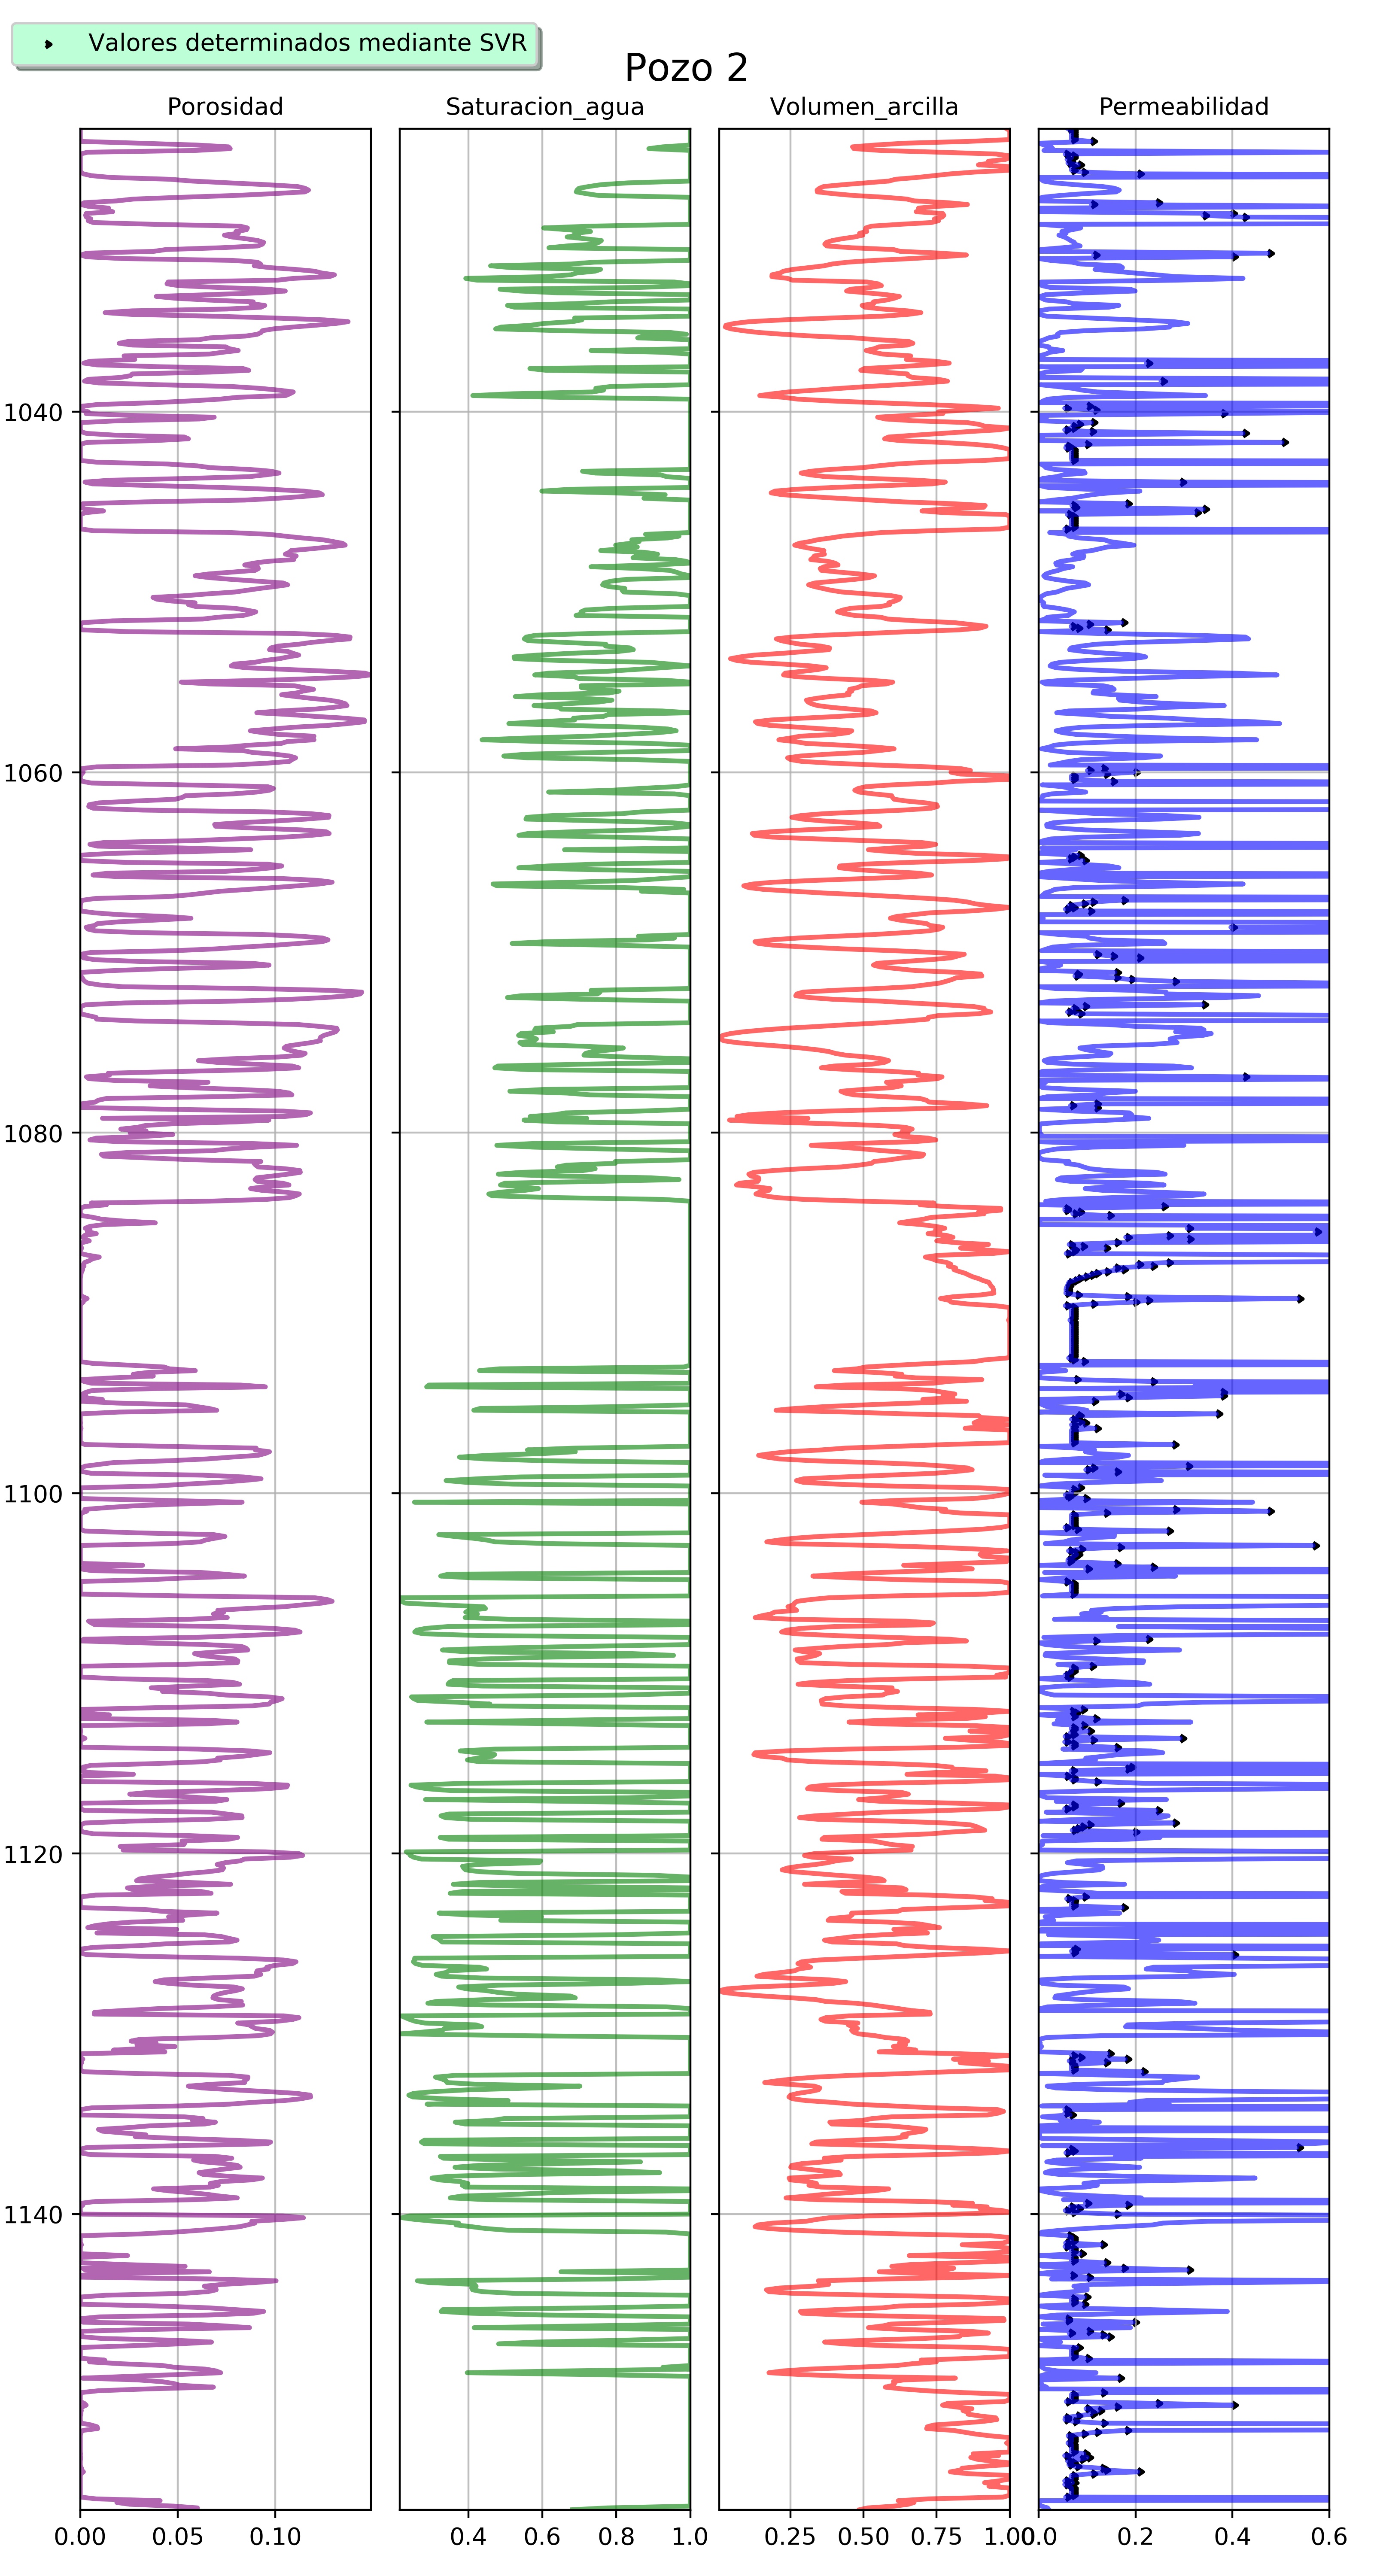 Valores determinados mediante SVR
Pozo 2
Porosidad Saturacion_agua Volumen_arcilla Permeabilidad
1040
1060
1080
1100
1120
1140
0.00 0.05 0.10 0.4 0.6 0.8 1.0 0.25 0.50 0.75 1.00 0.0 0.2 0.4 0.6